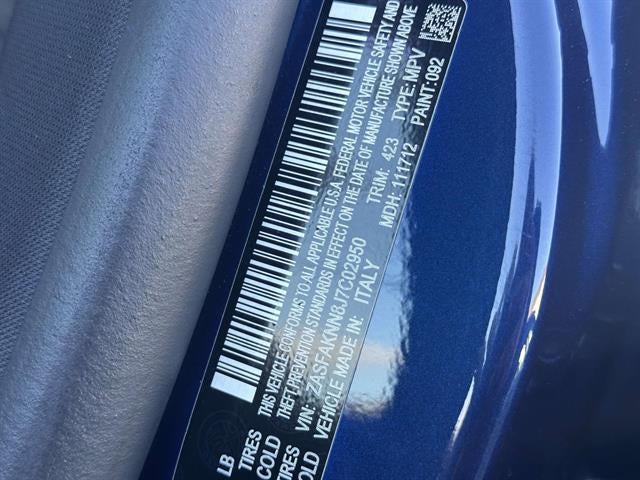 LB
TIRES
COLD
TIRES
COLD
THIS VEHICLE CONFORMS TO ALL APPLICABLE U.S.A. FEDERAL MOTOR VEHICLE SAFETY AND
THEFT PREVENTION STANDARDS IN EFFECT ON THE DATE OF MANUFACTURE SHOWN ABOVE
VIN: ZASFAKNN8J7C02950 TRIM: 423 TYPE: MPV
VEHICLE MADE IN: ITALY MDH: 111712 PAINT: 092